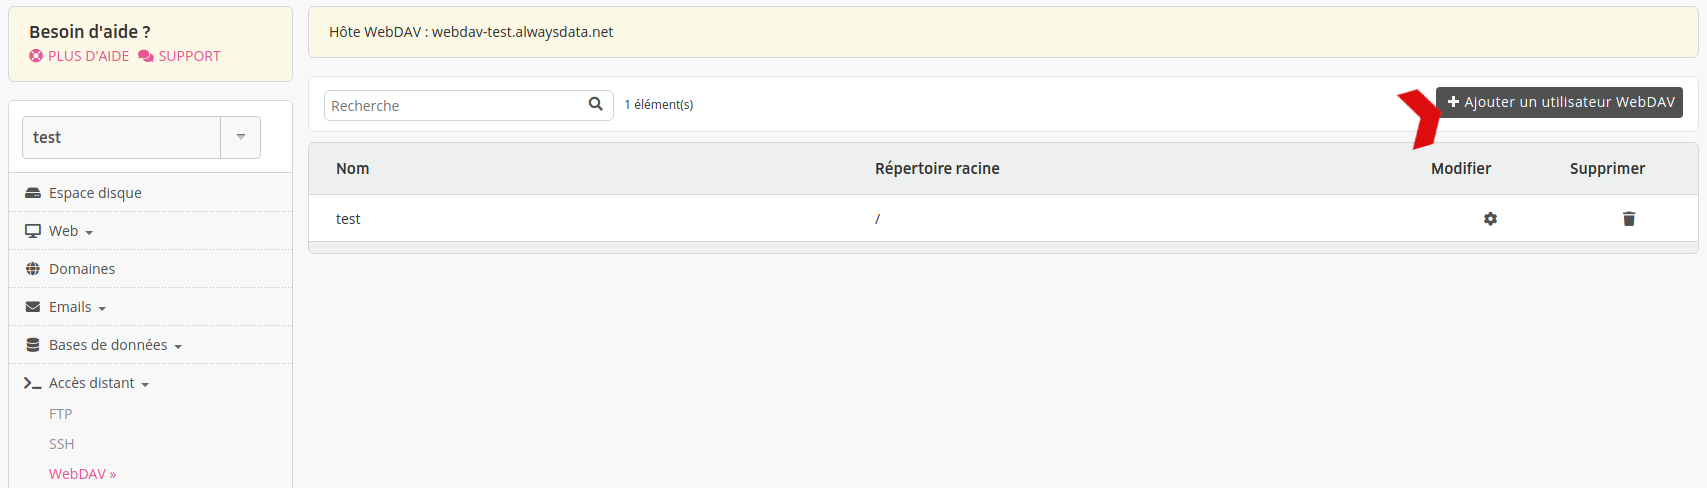 Besoin d'aide ?
PLUS D'AIDE SUPPORT
test
Espace disque
Web
Domaines
Emails
Bases de données
Accès distant
FTP
SSH
WebDAV »
Hôte WebDAV : webdav-test.alwaysdata.net
Recherche 1 élément(s) Ajouter un utilisateur WebDAV
Nom Répertoire racine Modifier Supprimer
test /